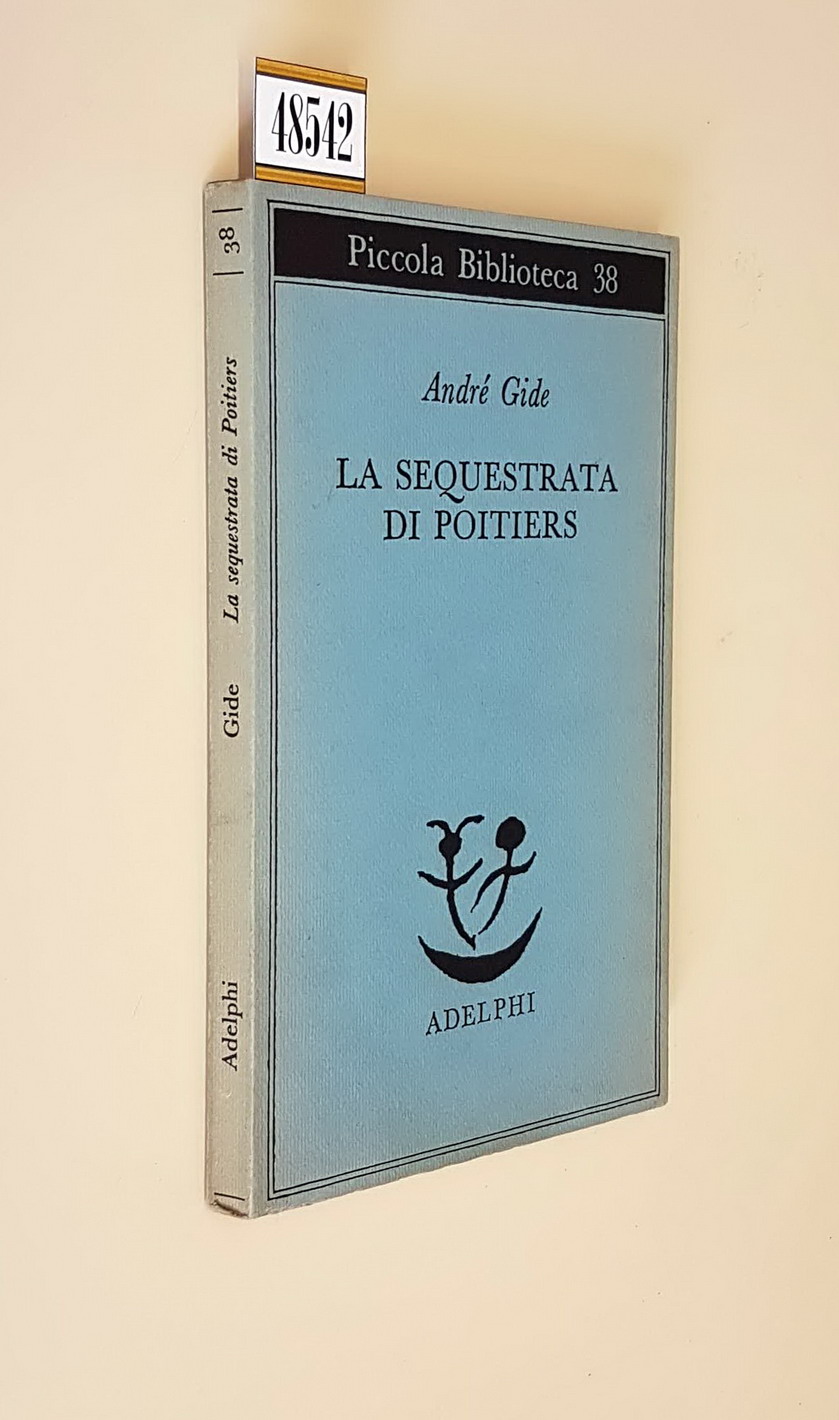 48542
Piccola Biblioteca 38
André Gide
LA SEQUESTRATA
DI POITIERS
ADELPHI
Adelphi Gide La sequestrata di Poitiers 38